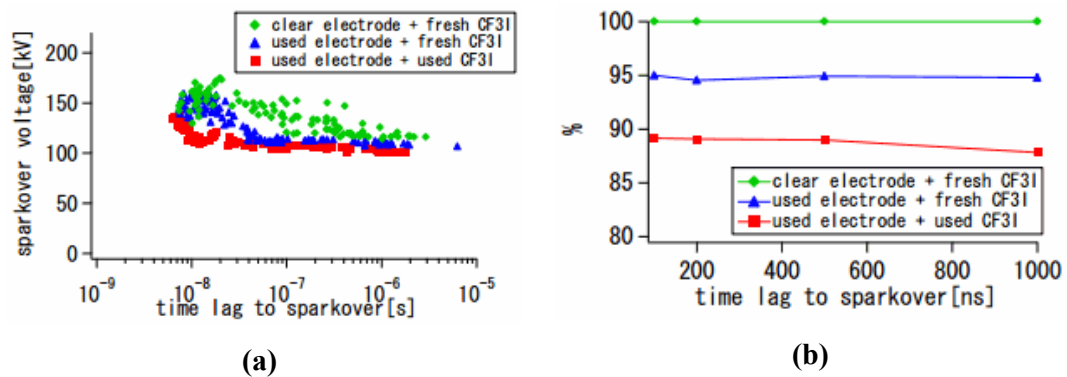 clear electrode + fresh CF3I
used electrode + fresh CF3I
used electrode + used CF3I
sparkover voltage[kV]
200
150
100
50
0
10⁻⁹ 10⁻⁸ 10⁻⁷ 10⁻⁶ 10⁻⁵
time lag to sparkover[s]
(a)
%
100
95
90
85
80
clear electrode + fresh CF3I
used electrode + fresh CF3I
used electrode + used CF3I
200 400 600 800 1000
time lag to sparkover[ns]
(b)